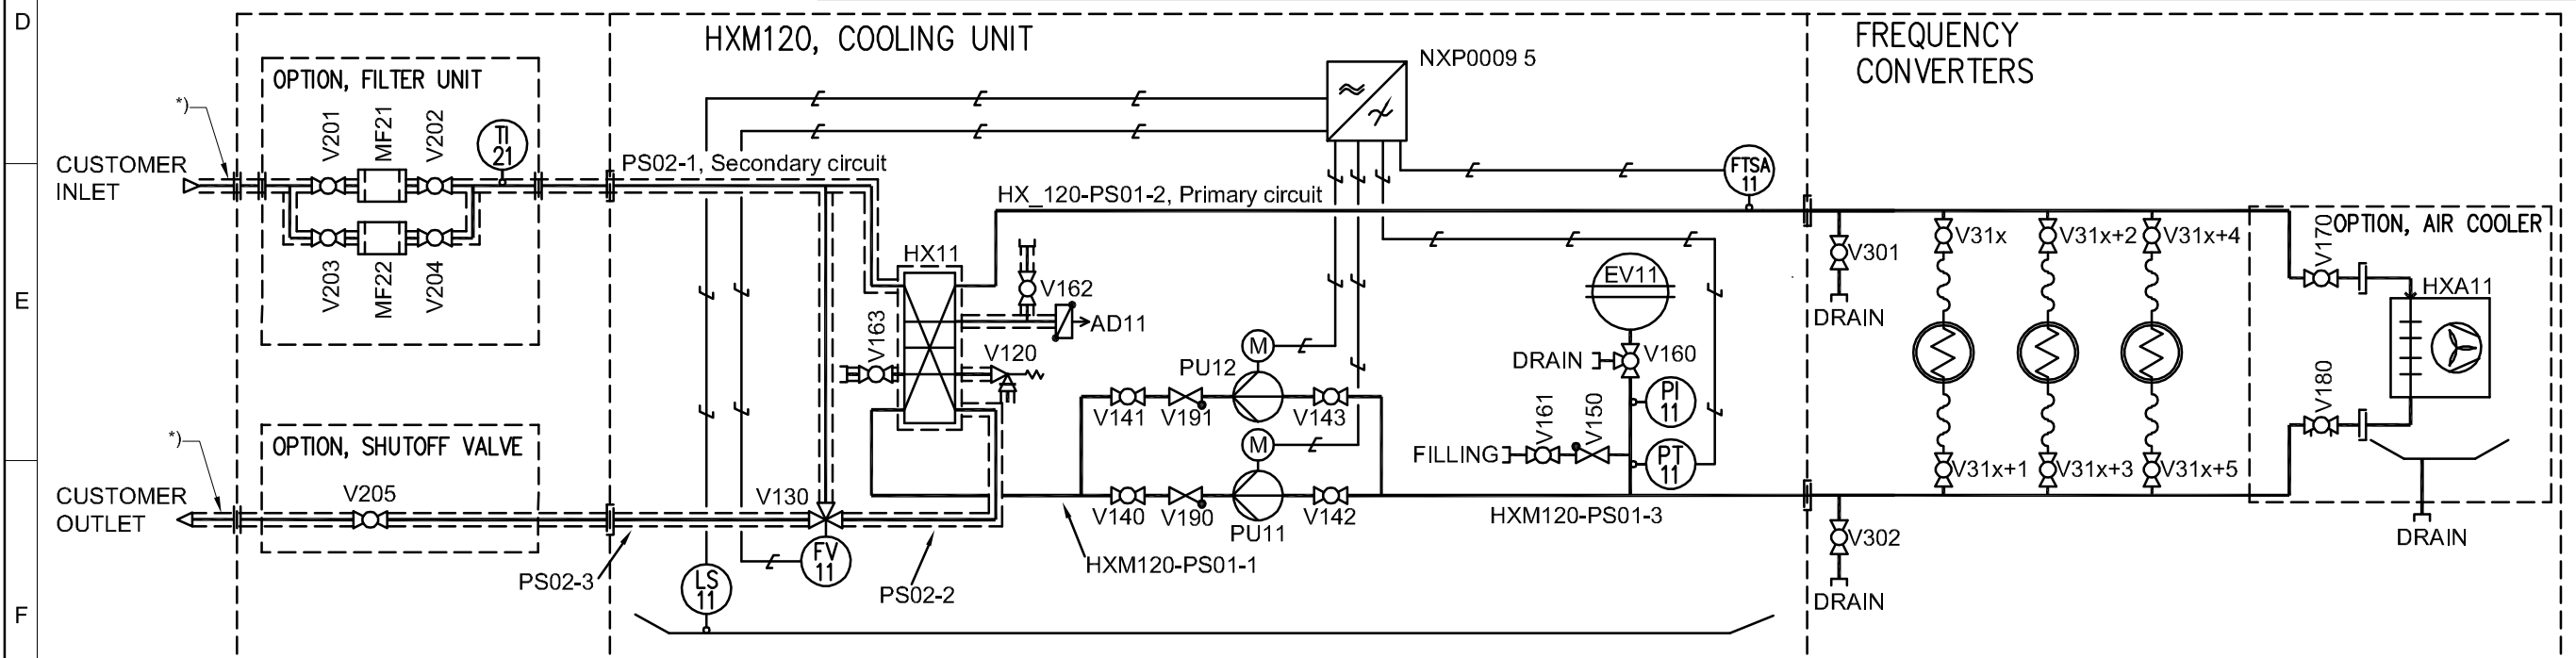 D
E
F
HXM120, COOLING UNIT
FREQUENCY
CONVERTERS
NXP0009 5
OPTION, FILTER UNIT
*)
V201
MF21
V202
TI
21
CUSTOMER
INLET
V203
MF22
V204
PS02-1, Secondary circuit
HX_120-PS01-2, Primary circuit
FTSA
11
HX11
V162
AD11
V163
V120
EV11
DRAIN
V160
PI
11
PT
11
M
PU12
V141
V191
V143
M
V140
V190
PU11
V142
FILLING
V161
V150
HXM120-PS01-3
HXM120-PS01-1
V301
DRAIN
V31x
V31x+2
V31x+4
V31x+1
V31x+3
V31x+5
V170
OPTION, AIR COOLER
HXA11
V180
DRAIN
V302
DRAIN
*)
OPTION, SHUTOFF VALVE
V205
CUSTOMER
OUTLET
V130
FV
11
LS
11
PS02-3
PS02-2